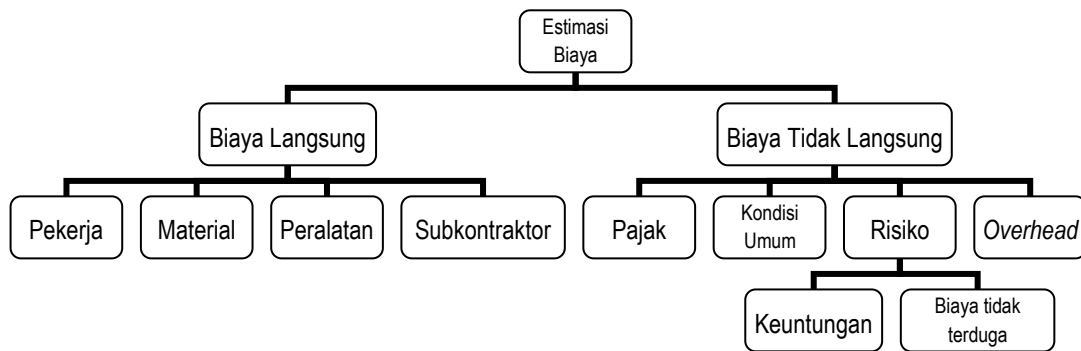 Estimasi
Biaya
Biaya Langsung
Biaya Tidak Langsung
Pekerja
Material
Peralatan
Subkontraktor
Pajak
Kondisi
Umum
Risiko
Overhead
Keuntungan
Biaya tidak
terduga